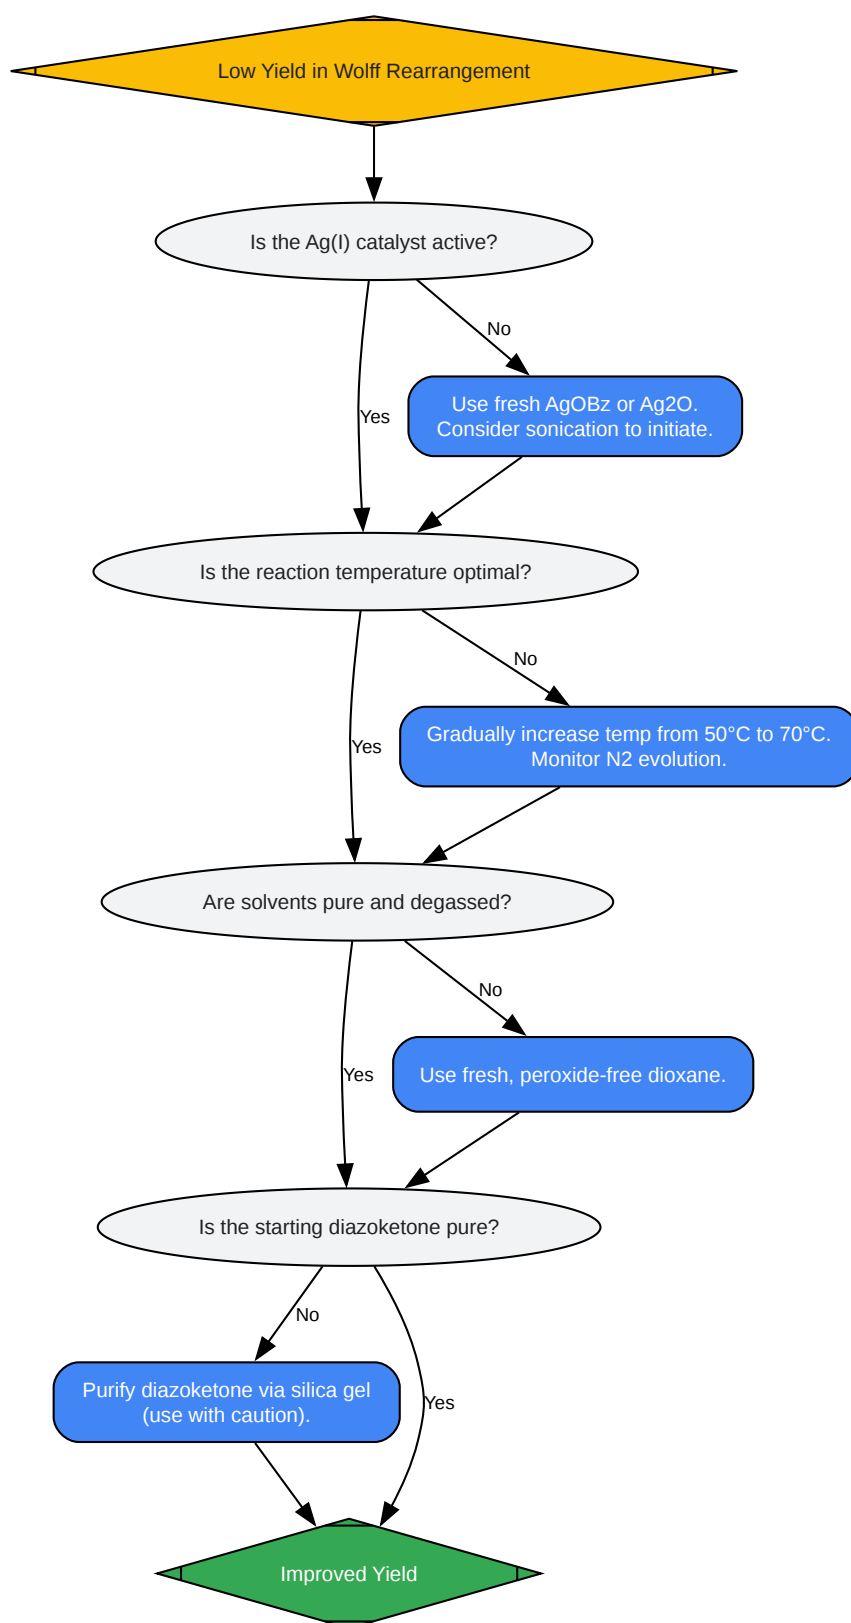 Low Yield in Wolff Rearrangement
Is the Ag(I) catalyst active?
No
Yes
Use fresh AgOBz or Ag2O.
Consider sonication to initiate.
Is the reaction temperature optimal?
No
Yes
Gradually increase temp from 50°C to 70°C.
Monitor N2 evolution.
Are solvents pure and degassed?
No
Yes
Use fresh, peroxide-free dioxane.
Is the starting diazoketone pure?
No
Yes
Purify diazoketone via silica gel
(use with caution).
Improved Yield